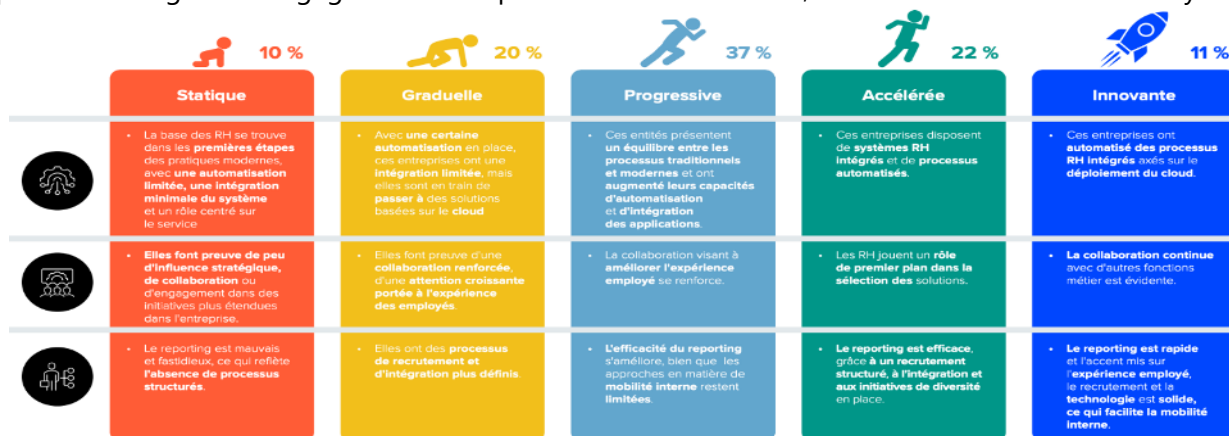 10 %
Statique
20 %
Graduelle
37 %
Progressive
22 %
Accélérée
11 %
Innovante
• La base des RH se trouve
dans les premières étapes
des pratiques modernes,
avec une automatisation
limitée, une intégration
minimale du système
et un rôle centré sur
le service
• Avec une certaine
automatisation en place,
ces entreprises ont une
intégration limitée, mais
elles sont en train de
passer à des solutions
basées sur le cloud
• Ces entités présentent
un équilibre entre les
processus traditionnels
et modernes et ont
augmenté leurs capacités
d'automatisation
et d'intégration
des applications.
• Ces entreprises disposent
de systèmes RH
intégrés et de processus
automatisés.
• Ces entreprises ont
automatisé des processus
RH intégrés axés sur le
déploiement du cloud.
• Elles font preuve de peu
d'influence stratégique,
de collaboration ou
d'engagement dans des
initiatives plus étendues
dans l'entreprise.
• Elles font preuve d'une
collaboration renforcée,
d'une attention croissante
portée à l'expérience
des employés.
• La collaboration visant à
améliorer l'expérience
employé se renforce.
• Les RH jouent un rôle
de premier plan dans la
sélection des solutions.
• La collaboration continue
avec d'autres fonctions
métier est évidente.
• Le reporting est mauvais
et fastidieux, ce qui reflète
l'absence de processus
structurés.
• Elles ont des processus
de recrutement et
d'intégration plus définis.
• L'efficacité du reporting
s'améliore, bien que les
approches en matière de
mobilité interne restent
limitées.
• Le reporting est efficace,
grâce à un recrutement
structuré, à l'intégration et
aux initiatives de diversité
en place.
• Le reporting est rapide
et l'accent mis sur
l'expérience employé,
le recrutement et la
technologie est solide,
ce qui facilite la mobilité
interne.